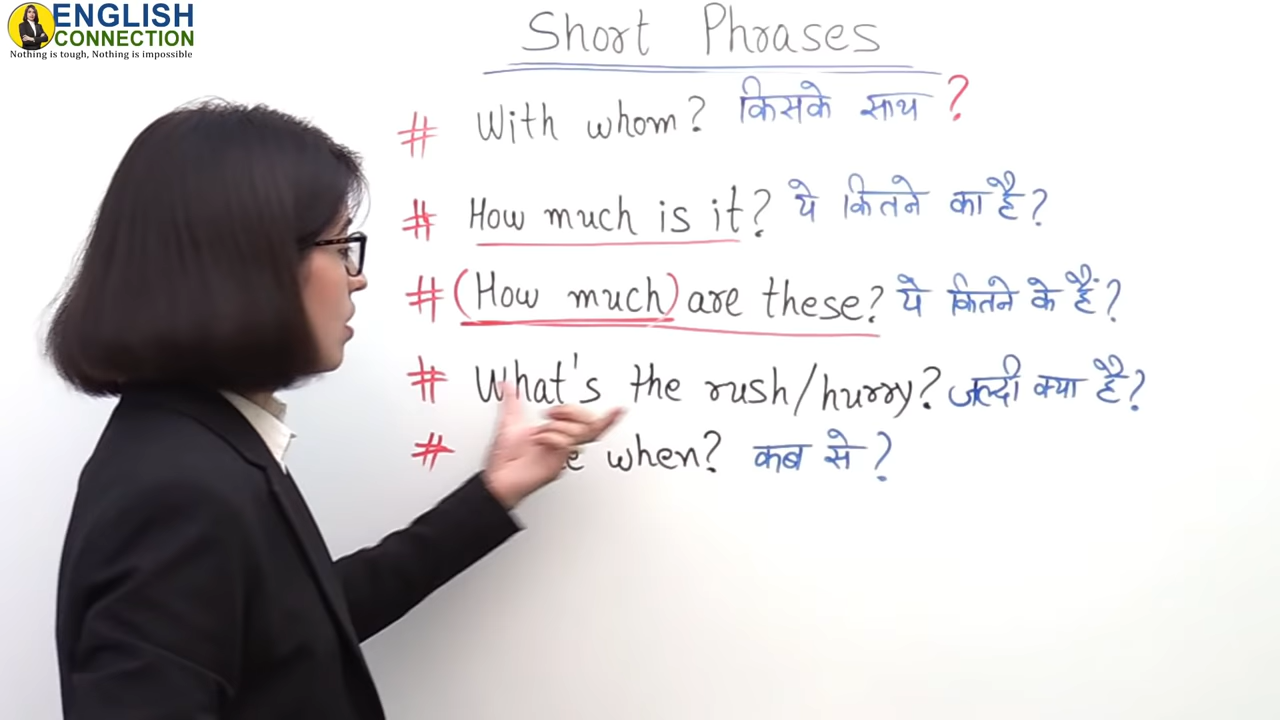 ENGLISH
CONNECTION
Nothing is tough, Nothing is impossible
Short Phrases
# With whom? किसके साथ ?
# How much is it? ये कितने का है ?
# (How much) are these? ये कितने के हैं ?
# What's the rush/hurry? जल्दी क्या है ?
# when? कब से ?